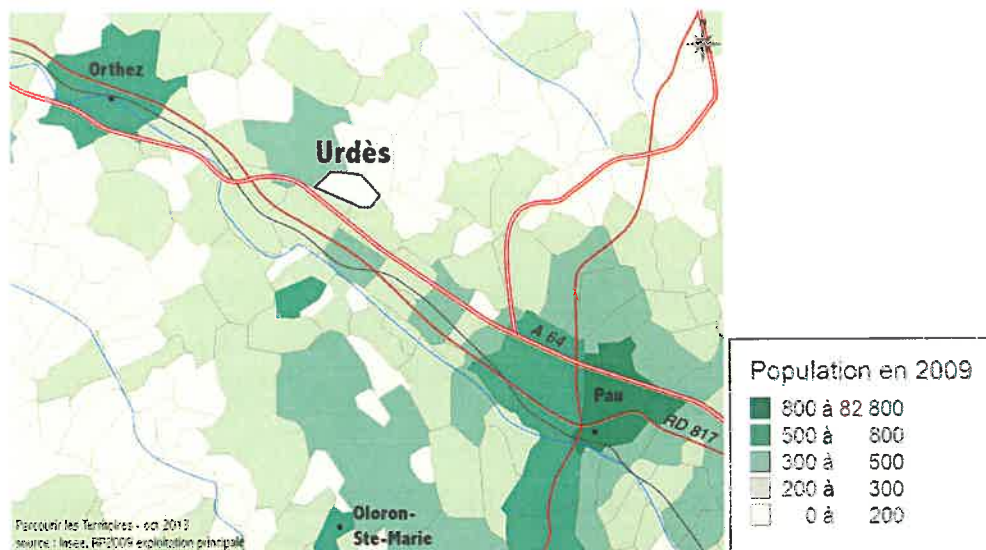 Orthez
Urdès
A 64
Pau
RD 817
Oloron-
Ste-Marie
Parcourir les Territoires - oct 2013
source : Insee, RP2009 exploitation principale
Population en 2009
800 à 82 800
500 à 800
300 à 500
200 à 300
0 à 200